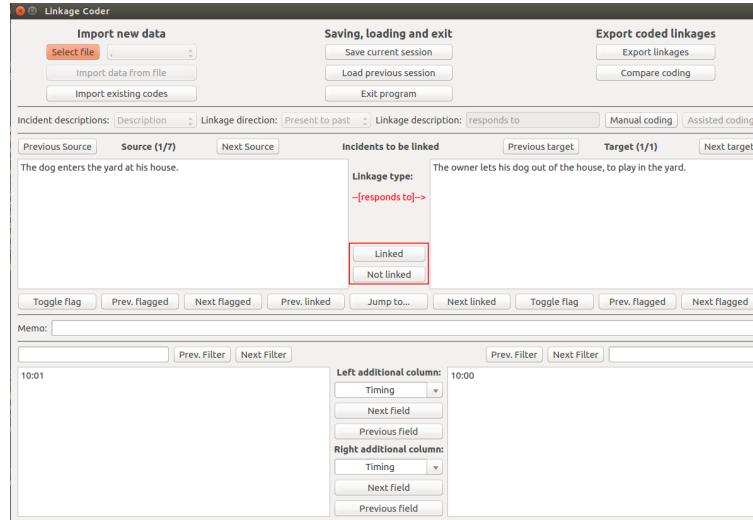 Linkage Coder
Import new data Saving, loading and exit Export coded linkages
Select file , Save current session Export linkages
Import data from file Load previous session Compare coding
Import existing codes Exit program
Incident descriptions: Description Linkage direction: Present to past Linkage description: responds to Manual coding Assisted coding
Previous Source Source (1/7) Next Source Incidents to be linked Previous target Target (1/1) Next target
The dog enters the yard at his house. Linkage type: The owner lets his dog out of the house, to play in the yard.
--[responds to]-->
Linked
Not linked
Toggle flag Prev. flagged Next flagged Prev. linked Jump to... Next linked Toggle flag Prev. flagged Next flagged
Memo:
Prev. Filter Next Filter Prev. Filter Next Filter
10:01 Left additional column: 10:00
Timing
Next field
Previous field
Right additional column:
Timing
Next field
Previous field